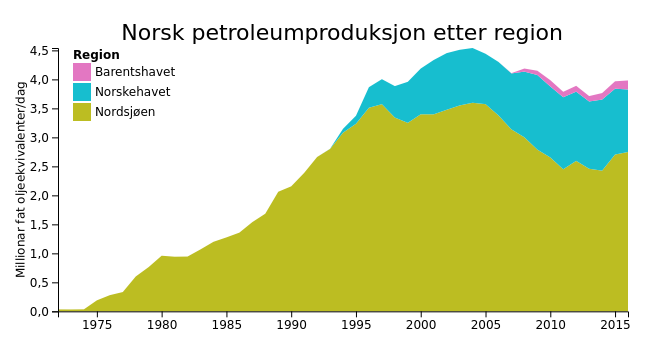 Norsk petroleumproduksjon etter region
Millionar fat oljeekvivalenter/dag
4,5
4,0
3,5
3,0
2,5
2,0
1,5
1,0
0,5
0,0
Region
Barentshavet
Norskehavet
Nordsjøen
1975 1980 1985 1990 1995 2000 2005 2010 2015